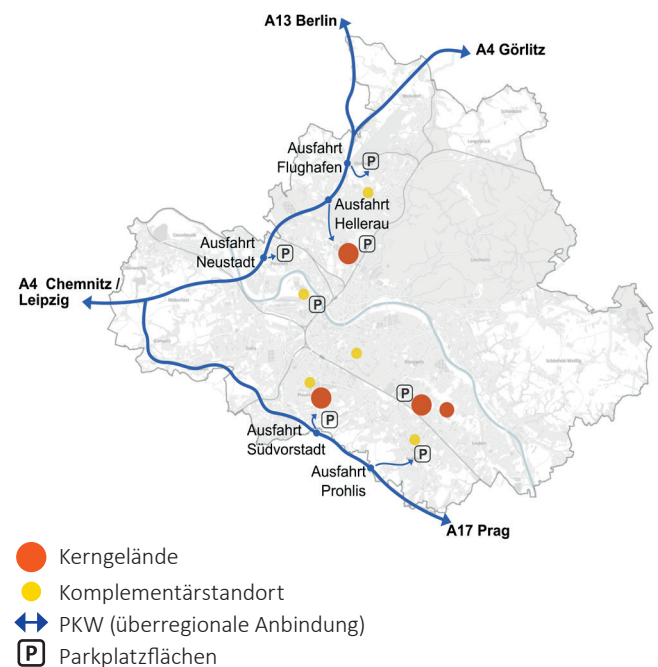 A13 Berlin
A4 Görlitz
Ausfahrt
Flughafen
P
Ausfahrt
Hellerau
P
Ausfahrt
Neustadt
P
A4 Chemnitz /
Leipzig
P
P
Ausfahrt
Südvorstadt
P
P
Ausfahrt
Prohlis
A17 Prag
Kerngelände
Komplementärstandort
PKW (überregionale Anbindung)
P Parkplatzflächen